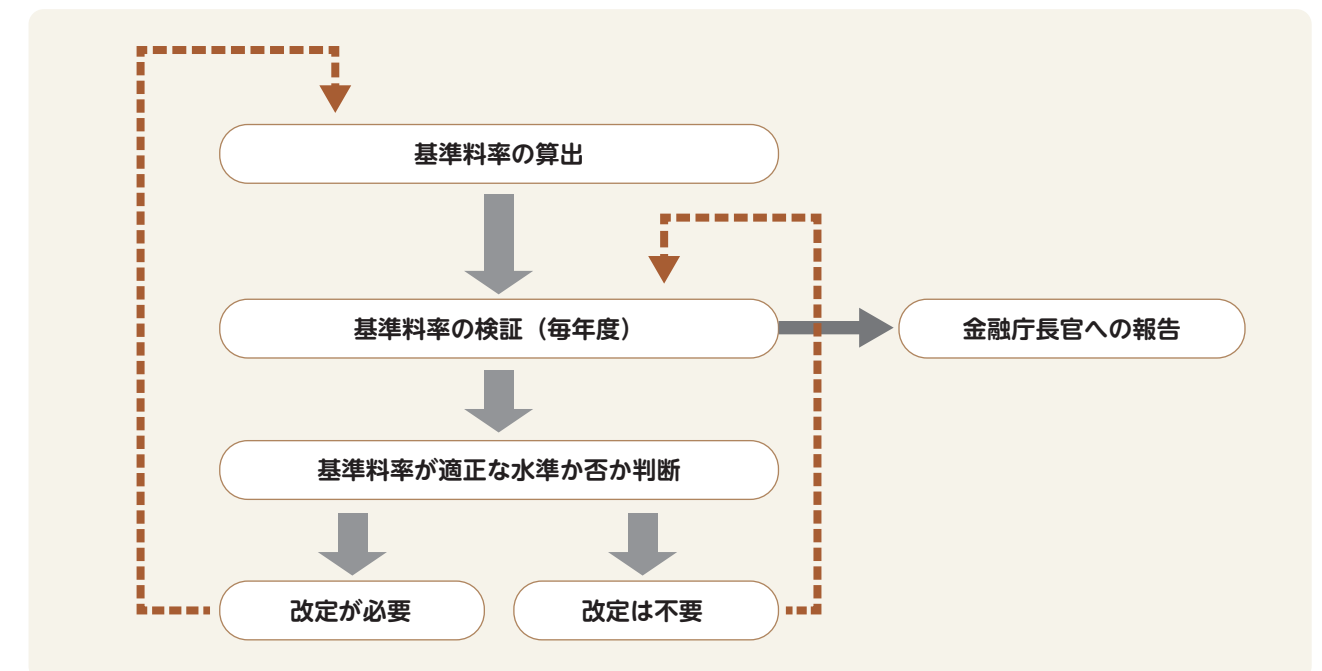 基準料率の算出
基準料率の検証（毎年度）
金融庁長官への報告
基準料率が適正な水準か否か判断
改定が必要
改定は不要